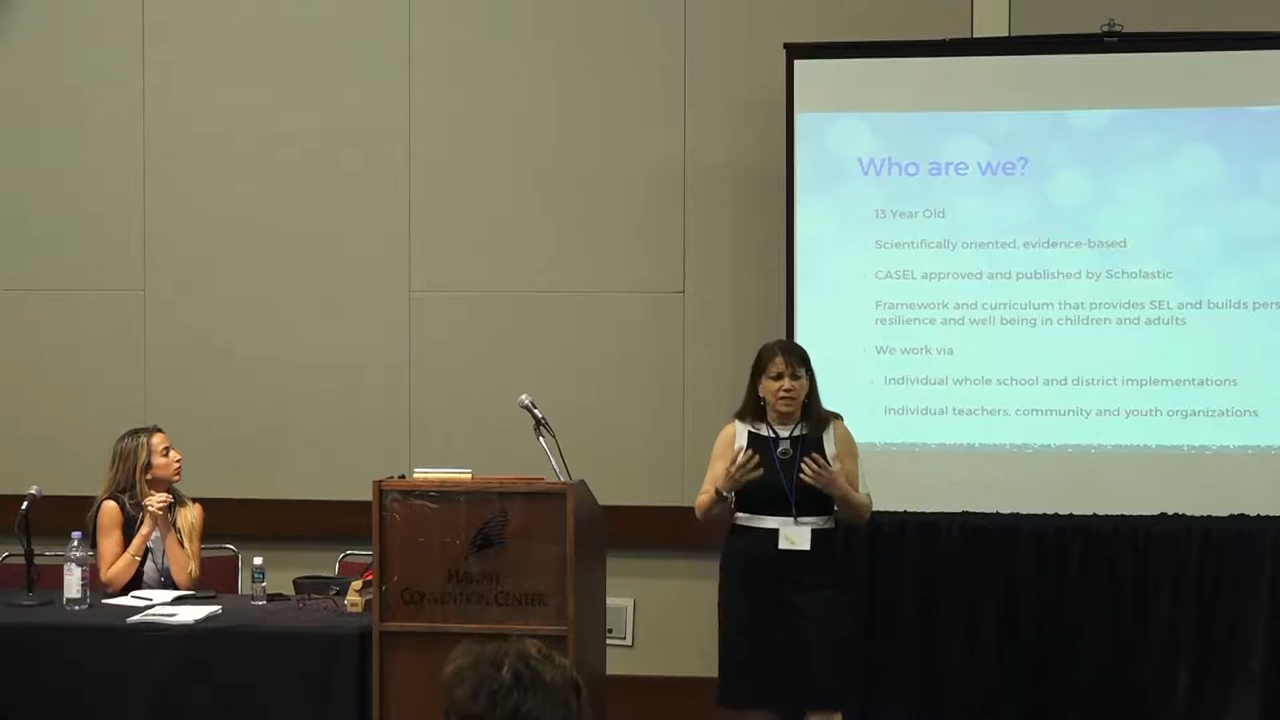 Who are we?
13 Year Old
Scientifically oriented, evidence-based
CASEL approved and published by Scholastic
Framework and curriculum that provides SEL and builds pers
resilience and well being in children and adults
We work via
Individual whole school and district implementations
Individual teachers, community and youth organizations
HAWAI'I
CONVENTION CENTER